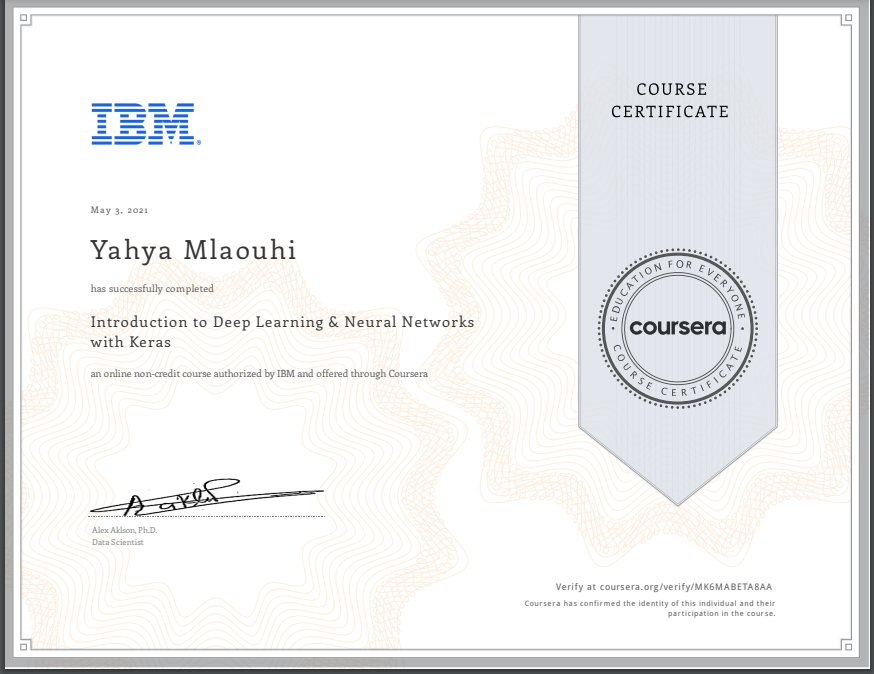 IBM®
May 3, 2021
Yahya Mlaouhi
has successfully completed
Introduction to Deep Learning & Neural Networks
with Keras
an online non-credit course authorized by IBM and offered through Coursera
Alex Aklson, Ph.D.
Data Scientist
COURSE
CERTIFICATE
EDUCATION FOR EVERYONE
coursera
COURSE CERTIFICATE
Verify at coursera.org/verify/MK6MABETA8AA
Coursera has confirmed the identity of this individual and their
participation in the course.